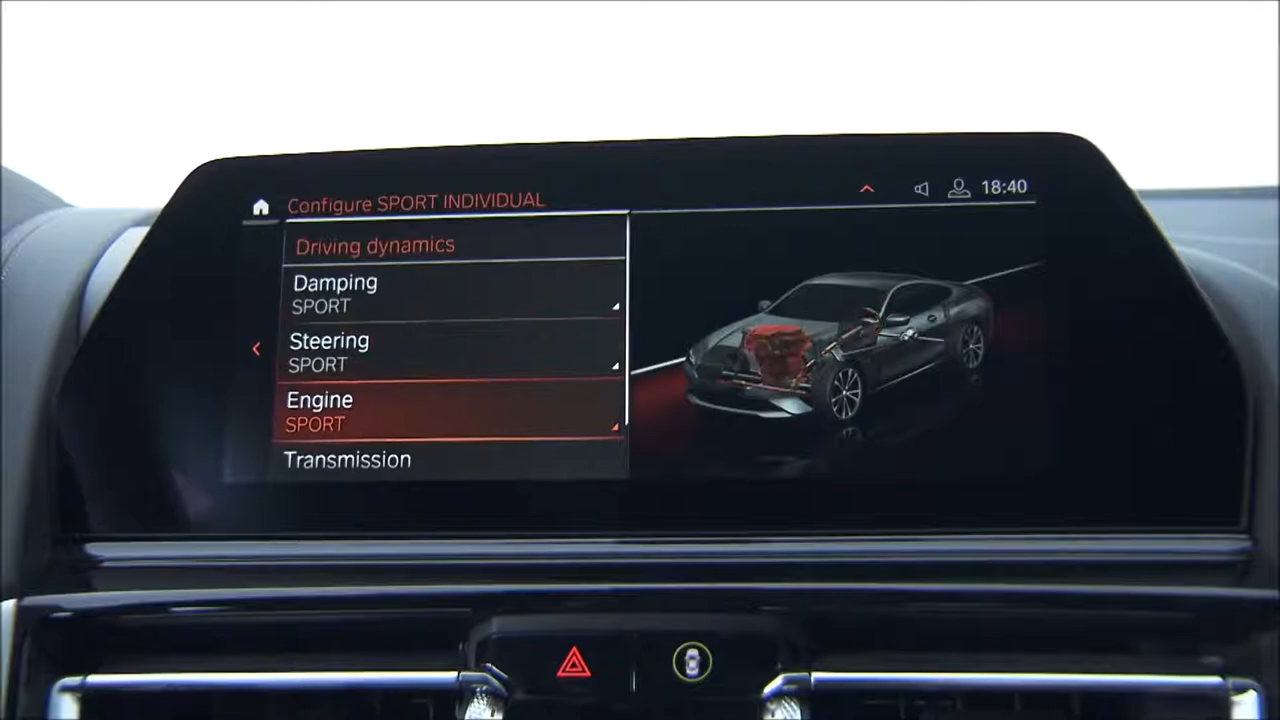 Configure SPORT INDIVIDUAL
18:40
Driving dynamics
Damping
SPORT
Steering
SPORT
Engine
SPORT
Transmission